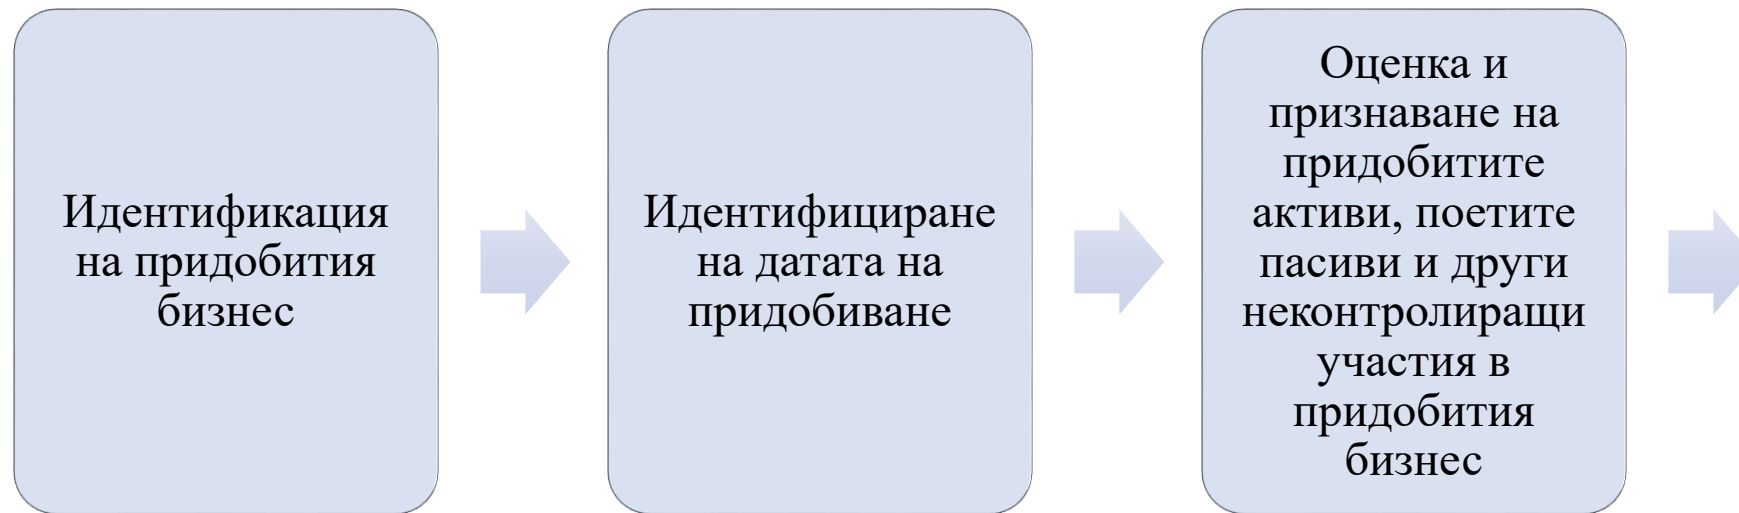 Идентификация
на придобития
бизнес
Идентифициране
на датата на
придобиване
Оценка и
признаване на
придобитите
активи, поетите
пасиви и други
неконтролиращи
участия в
придобития
бизнес